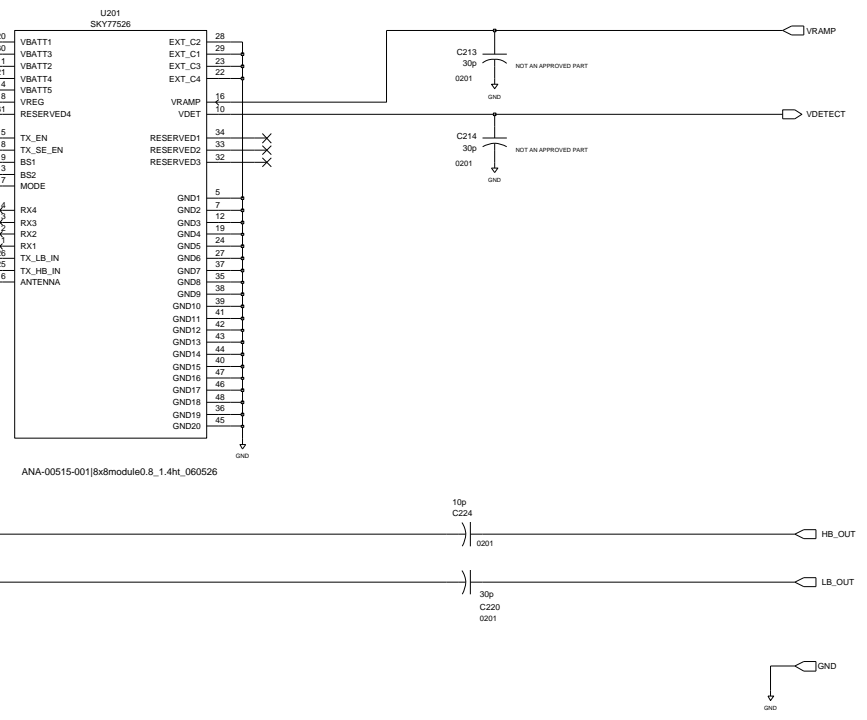 U201
SKY77526
VBATT1
VBATT3
VBATT2
VBATT4
VBATT5
VREG
RESERVED4
TX_EN
TX_SE_EN
BS1
BS2
MODE
RX4
RX3
RX2
RX1
TX_LB_IN
TX_HB_IN
ANTENNA
EXT_C2 28
EXT_C1 29
EXT_C3 23
EXT_C4 22
VRAMP 16
VDET 10
RESERVED1 34
RESERVED2 33
RESERVED3 32
GND1 5
GND2 7
GND3 12
GND4 19
GND5 24
GND6 27
GND7 37
GND8 35
GND9 38
GND10 39
GND11 41
GND12 42
GND13 43
GND14 44
GND15 40
GND16 47
GND17 46
GND18 48
GND19 36
GND20 45
GND
ANA-00515-001|8x8module0.8_1.4ht_060526
VRAMP
C213
30p
NOT AN APPROVED PART
0201
GND
VDETECT
C214
30p
NOT AN APPROVED PART
0201
GND
10p
C224
0201
HB_OUT
30p
C220
0201
LB_OUT
GND
GND